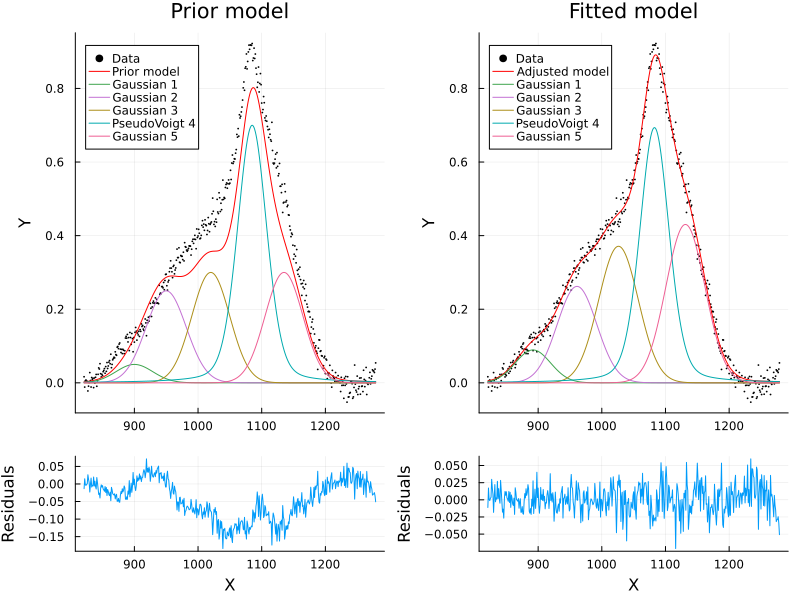 Prior model
Data
Prior model
Gaussian 1
Gaussian 2
Gaussian 3
PseudoVoigt 4
Gaussian 5
Y
0.8
0.6
0.4
0.2
0.0
900 1000 1100 1200
Residuals
0.05
0.00
−0.05
−0.10
−0.15
900 1000 1100 1200
X
Fitted model
Data
Adjusted model
Gaussian 1
Gaussian 2
Gaussian 3
PseudoVoigt 4
Gaussian 5
Y
0.8
0.6
0.4
0.2
0.0
900 1000 1100 1200
Residuals
0.050
0.025
0.000
−0.025
−0.050
900 1000 1100 1200
X